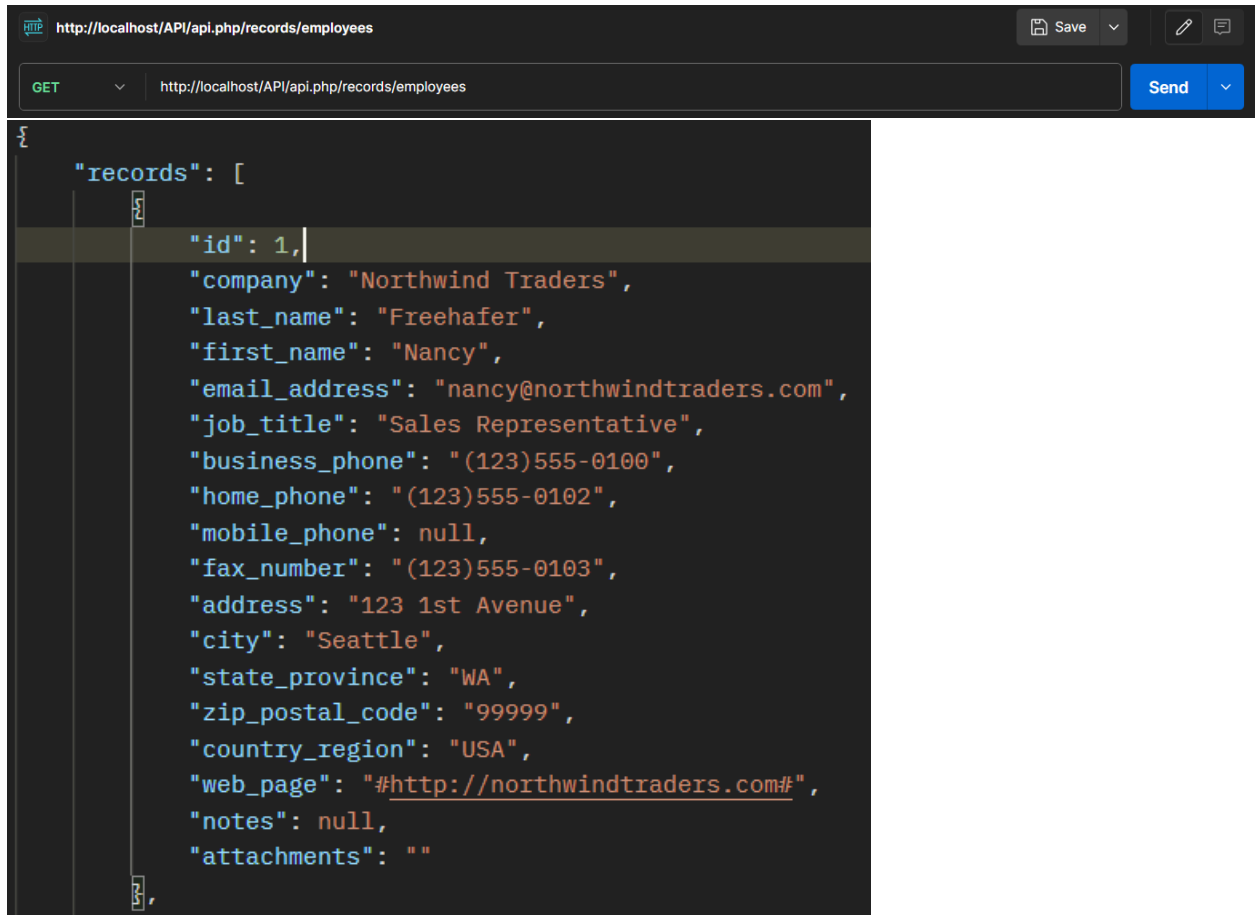 HTTP http://localhost/API/api.php/records/employees Save
GET http://localhost/API/api.php/records/employees Send
{
"records": [
{
"id": 1,
"company": "Northwind Traders",
"last_name": "Freehafer",
"first_name": "Nancy",
"email_address": "nancy@northwindtraders.com",
"job_title": "Sales Representative",
"business_phone": "(123)555-0100",
"home_phone": "(123)555-0102",
"mobile_phone": null,
"fax_number": "(123)555-0103",
"address": "123 1st Avenue",
"city": "Seattle",
"state_province": "WA",
"zip_postal_code": "99999",
"country_region": "USA",
"web_page": "#http://northwindtraders.com#",
"notes": null,
"attachments": ""
},